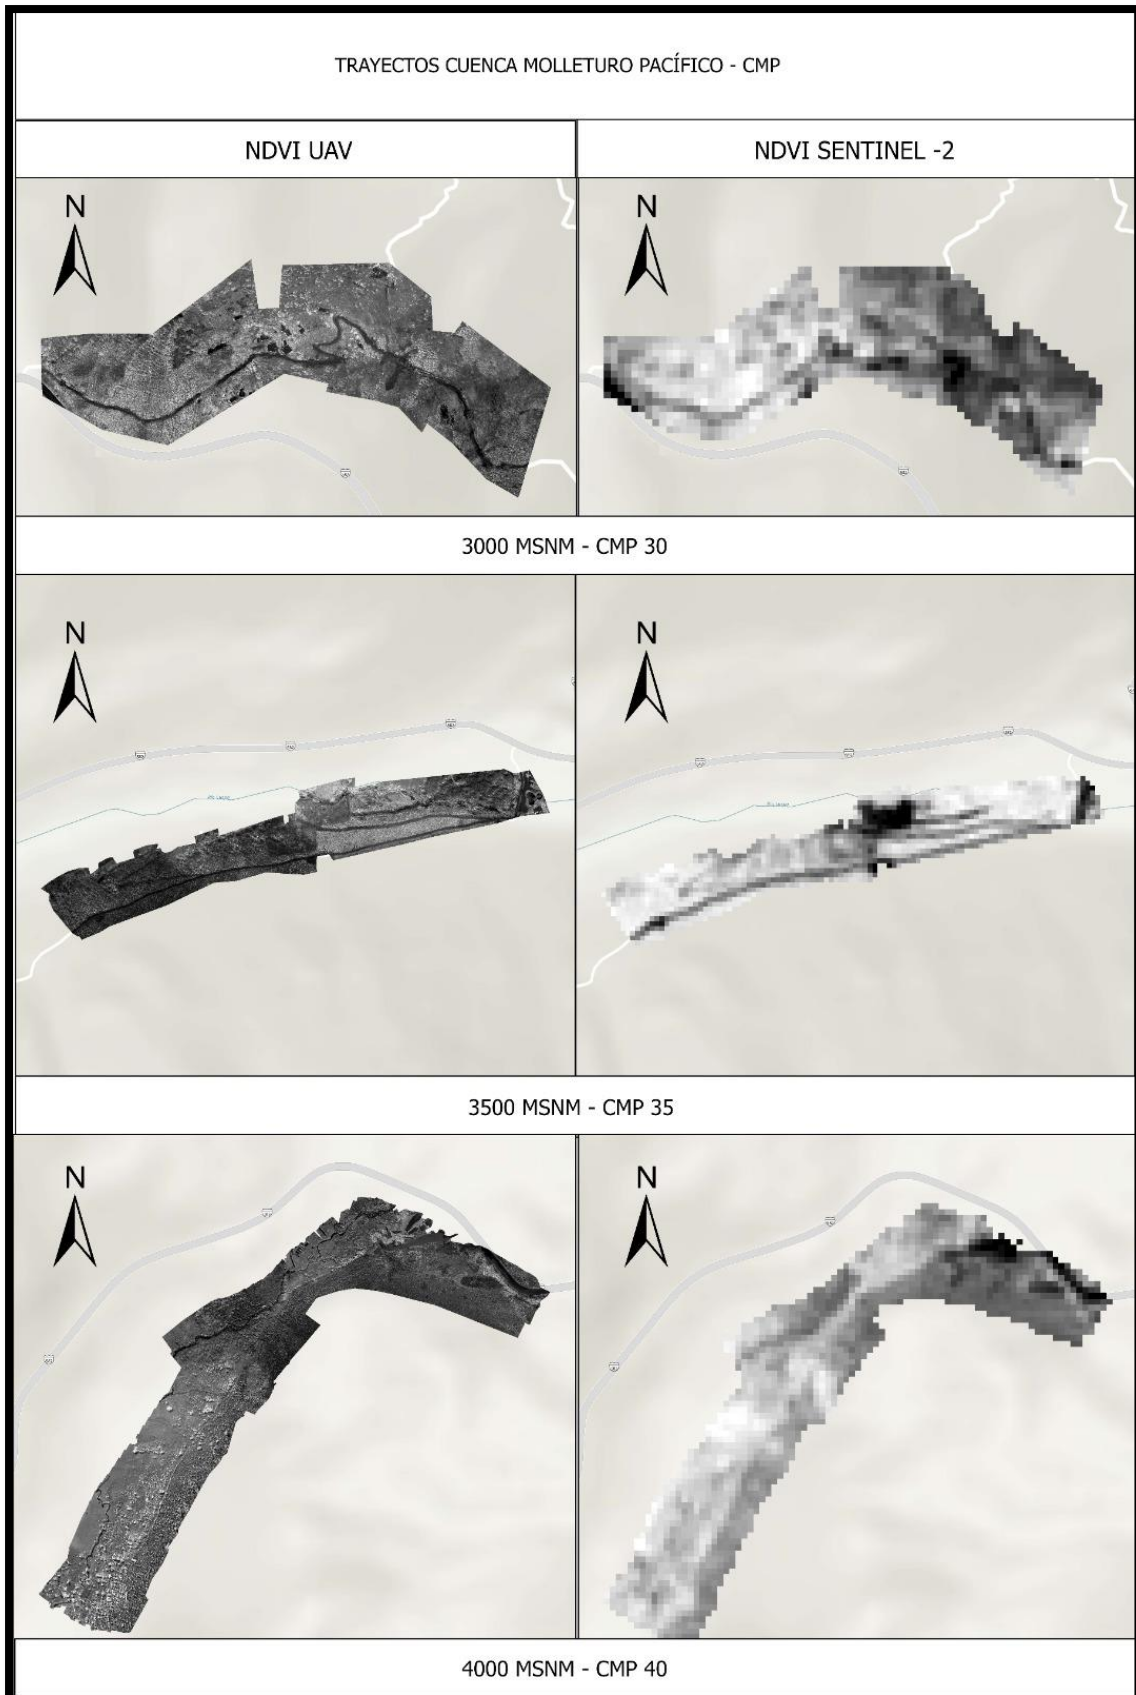 TRAYECTOS CUENCA MOLLETURO PACÍFICO - CMP
NDVI UAV
NDVI SENTINEL -2
N
N
3000 MSNM - CMP 30
N
N
3500 MSNM - CMP 35
N
N
4000 MSNM - CMP 40